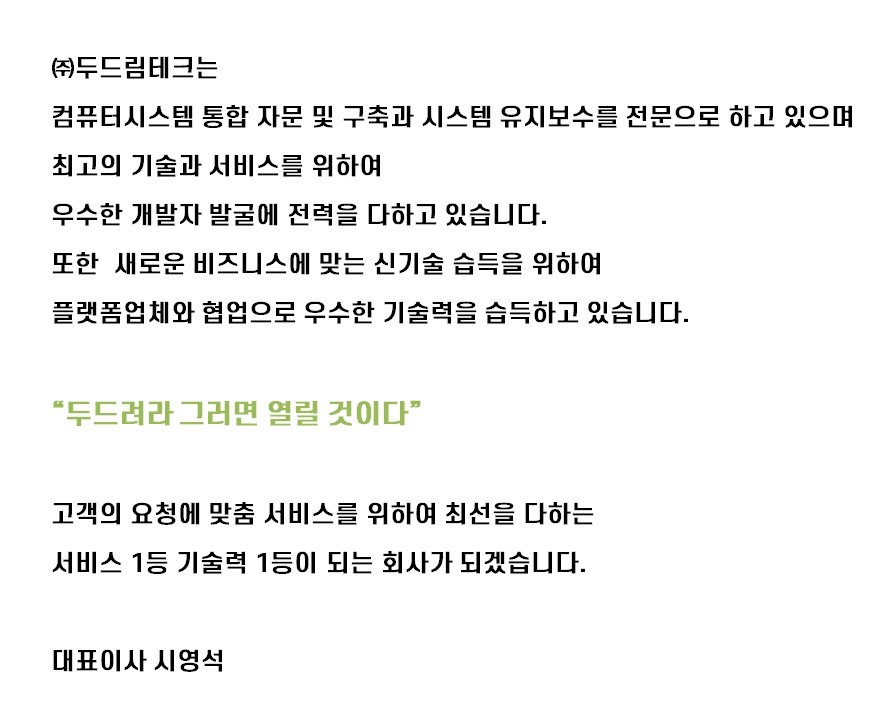 ㈜두드림테크는
컴퓨터시스템 통합 자문 및 구축과 시스템 유지보수를 전문으로 하고 있으며
최고의 기술과 서비스를 위하여
우수한 개발자 발굴에 전력을 다하고 있습니다.
또한  새로운 비즈니스에 맞는 신기술 습득을 위하여
플랫폼업체와 협업으로 우수한 기술력을 습득하고 있습니다.
“두드려라 그러면 열릴 것이다”
고객의 요청에 맞춤 서비스를 위하여 최선을 다하는
서비스 1등 기술력 1등이 되는 회사가 되겠습니다.
대표이사 시영석